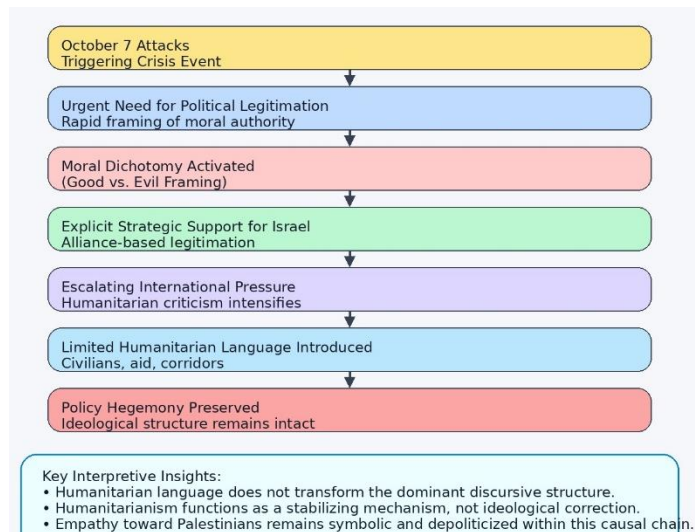 October 7 Attacks
Triggering Crisis Event
Urgent Need for Political Legitimation
Rapid framing of moral authority
Moral Dichotomy Activated
(Good vs. Evil Framing)
Explicit Strategic Support for Israel
Alliance-based legitimation
Escalating International Pressure
Humanitarian criticism intensifies
Limited Humanitarian Language Introduced
Civilians, aid, corridors
Policy Hegemony Preserved
Ideological structure remains intact
Key Interpretive Insights:
• Humanitarian language does not transform the dominant discursive structure.
• Humanitarianism functions as a stabilizing mechanism, not ideological correction.
• Empathy toward Palestinians remains symbolic and depoliticized within this causal chain.